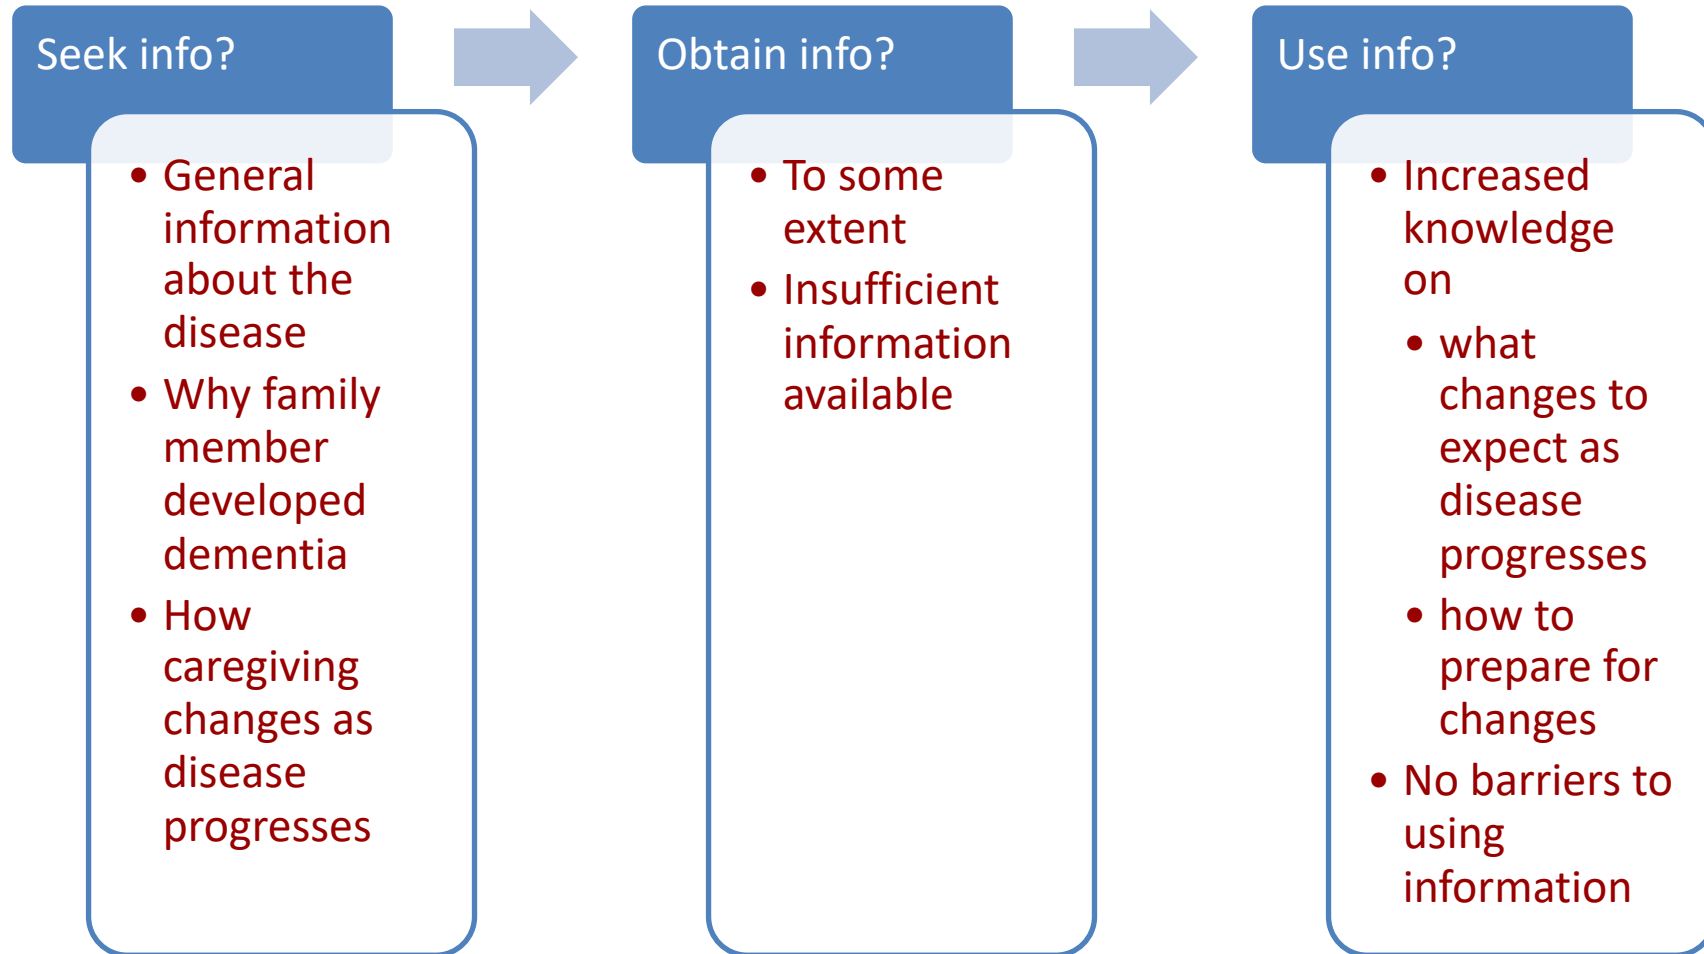 Seek info?
• General
information
about the
disease
• Why family
member
developed
dementia
• How
caregiving
changes as
disease
progresses
Obtain info?
• To some
extent
• Insufficient
information
available
Use info?
• Increased
knowledge
on
• what
changes to
expect as
disease
progresses
• how to
prepare for
changes
• No barriers to
using
information